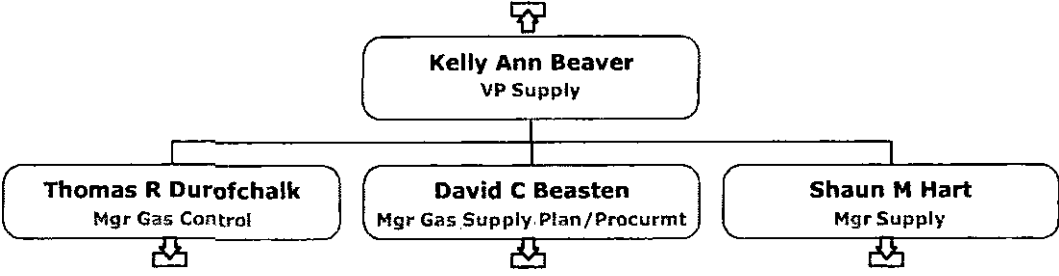 Kelly Ann Beaver
VP Supply
Thomas R Durofchalk
Mgr Gas Control
David C Beasten
Mgr Gas Supply Plan/Procurmt
Shaun M Hart
Mgr Supply